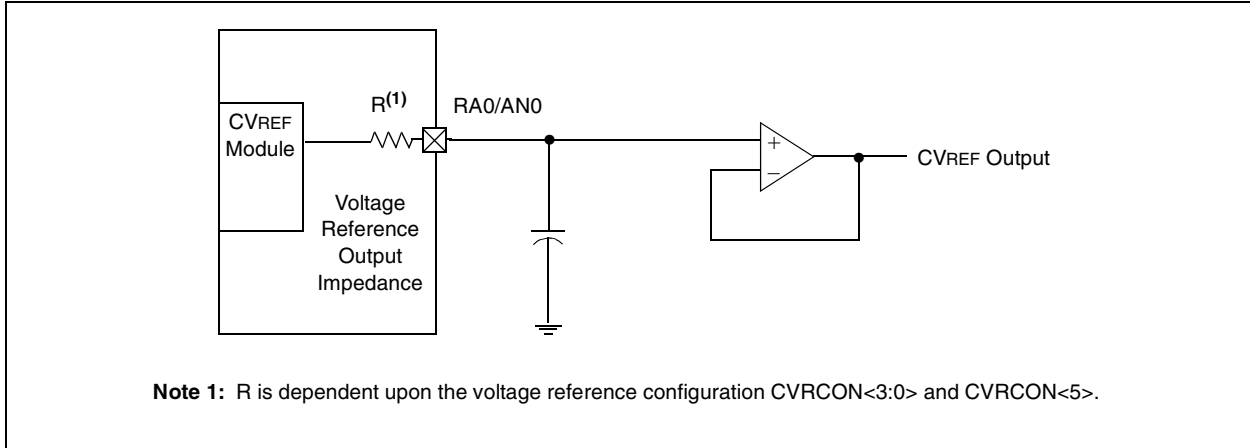 R(1)
RA0/AN0
CVREF
Module
+
–
CVREF Output
Voltage
Reference
Output
Impedance
Note 1: R is dependent upon the voltage reference configuration CVRCON<3:0> and CVRCON<5>.